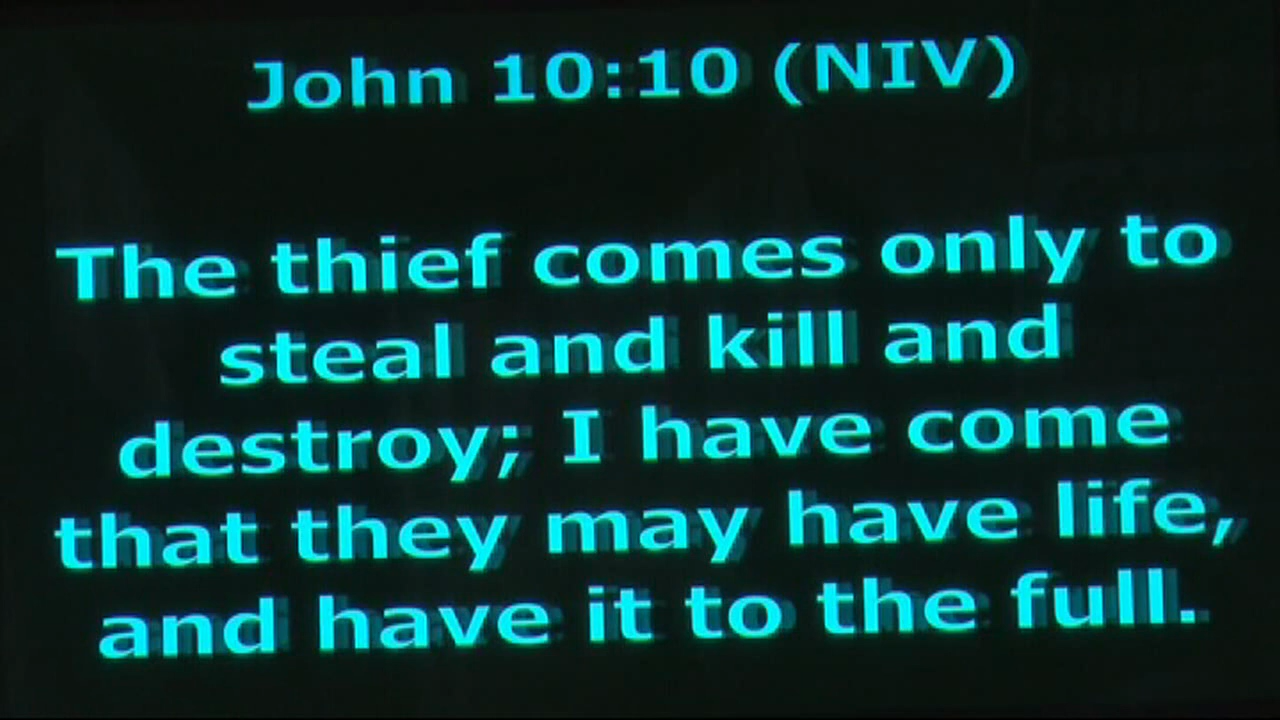 John 10:10 (NIV)
The thief comes only to
steal and kill and
destroy; I have come
that they may have life,
and have it to the full.